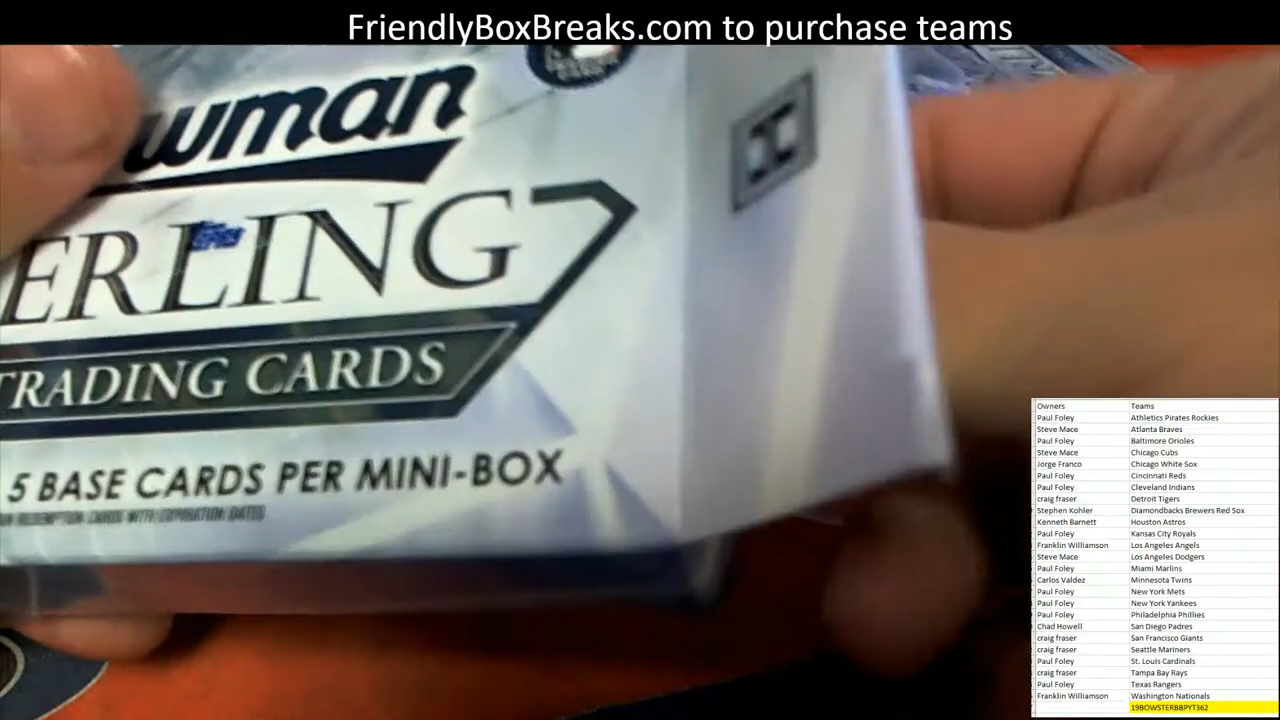 FriendlyBoxBreaks.com to purchase teams
wman
ERLING
topps
TRADING CARDS
5 BASE CARDS PER MINI-BOX
H
Owners Teams
Paul Foley Athletics Pirates Rockies
Steve Mace Atlanta Braves
Paul Foley Baltimore Orioles
Steve Mace Chicago Cubs
Jorge Franco Chicago White Sox
Paul Foley Cincinnati Reds
Paul Foley Cleveland Indians
craig fraser Detroit Tigers
Stephen Kohler Diamondbacks Brewers Red Sox
Kenneth Barnett Houston Astros
Paul Foley Kansas City Royals
Franklin Williamson Los Angeles Angels
Steve Mace Los Angeles Dodgers
Paul Foley Miami Marlins
Carlos Valdez Minnesota Twins
Paul Foley New York Mets
Paul Foley New York Yankees
Paul Foley Philadelphia Phillies
Chad Howell San Diego Padres
craig fraser San Francisco Giants
craig fraser Seattle Mariners
Paul Foley St. Louis Cardinals
craig fraser Tampa Bay Rays
Paul Foley Texas Rangers
Franklin Williamson Washington Nationals
19BOWSTERBBPYT362